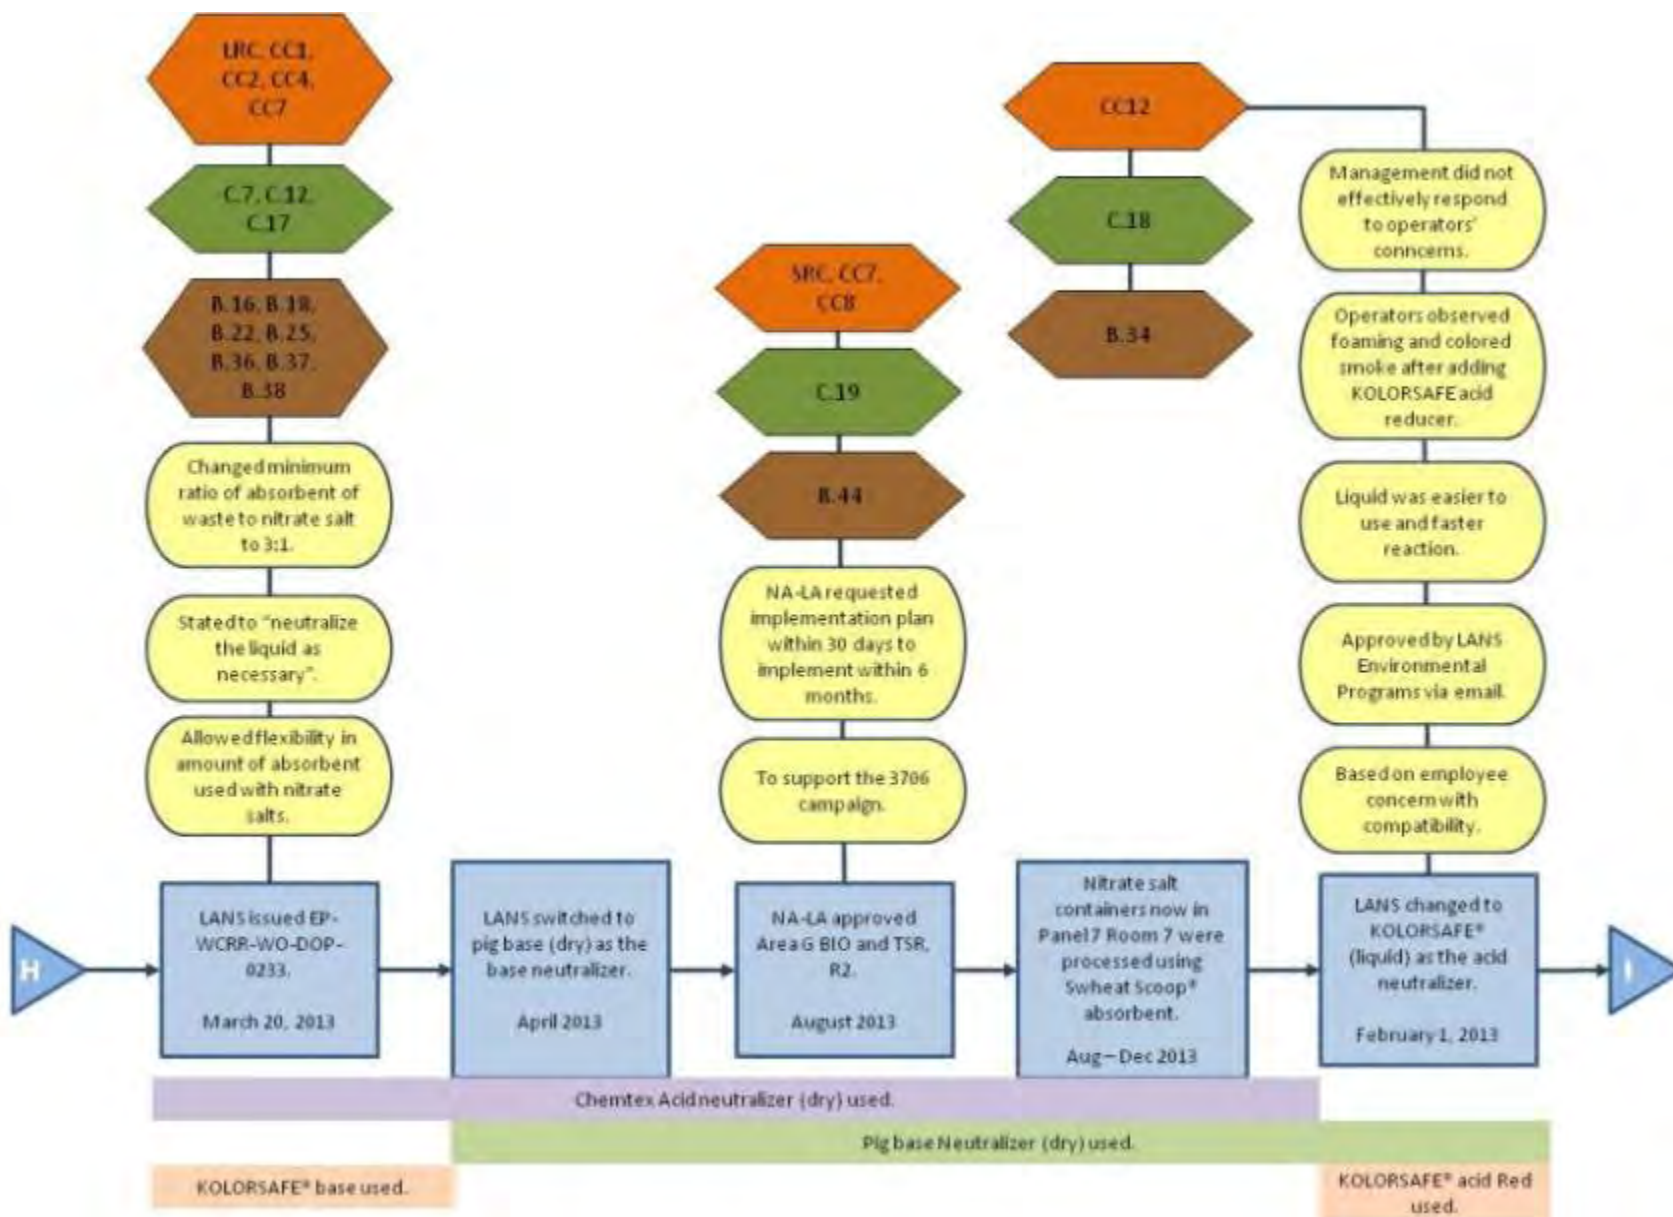 LRC, CC1,
CC2, CC4,
CC7
C.7, C.12,
C.17
B.16, B.18,
B.22, B.25,
B.36, B.37,
B.38
Changed minimum
ratio of absorbent of
waste to nitrate salt
to 3:1.
Stated to "neutralize
the liquid as
necessary".
Allowed flexibility in
amount of absorbent
used with nitrate
salts.
SRC, CC7,
CC8
C.19
B.44
NA-LA requested
implementation plan
within 30 days to
implement within 6
months.
To support the 3706
campaign.
CC12
C.18
B.34
Management did not
effectively respond
to operators'
conncerns.
Operators observed
foaming and colored
smoke after adding
KOLORSAFE acid
reducer.
Liquid was easier to
use and faster
reaction.
Approved by LANS
Environmental
Programs via email.
Based on employee
concern with
compatibility.
H
LANS issued EP-
WCRR-WO-DOP-
0233.
March 20, 2013
LANS switched to
pig base (dry) as the
base neutralizer.
April 2013
NA-LA approved
Area G BIO and TSR,
R2.
August 2013
Nitrate salt
containers now in
Panel 7 Room 7 were
processed using
Swheat Scoop®
absorbent.
Aug – Dec 2013
LANS changed to
KOLORSAFE®
(liquid) as the acid
neutralizer.
February 1, 2013
I
Chemtex Acid neutralizer (dry) used.
Pig base Neutralizer (dry) used.
KOLORSAFE® base used.
KOLORSAFE® acid Red
used.